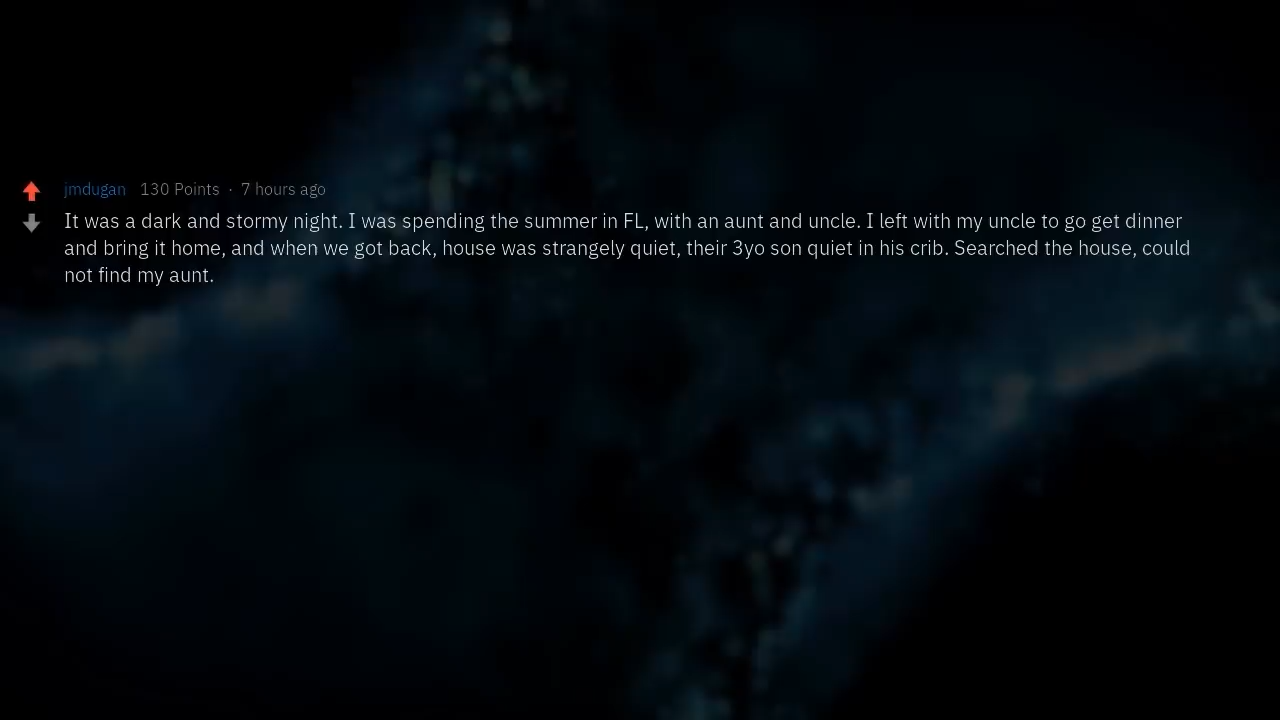 jmdugan 130 Points · 7 hours ago
It was a dark and stormy night. I was spending the summer in FL, with an aunt and uncle. I left with my uncle to go get dinner
and bring it home, and when we got back, house was strangely quiet, their 3yo son quiet in his crib. Searched the house, could
not find my aunt.